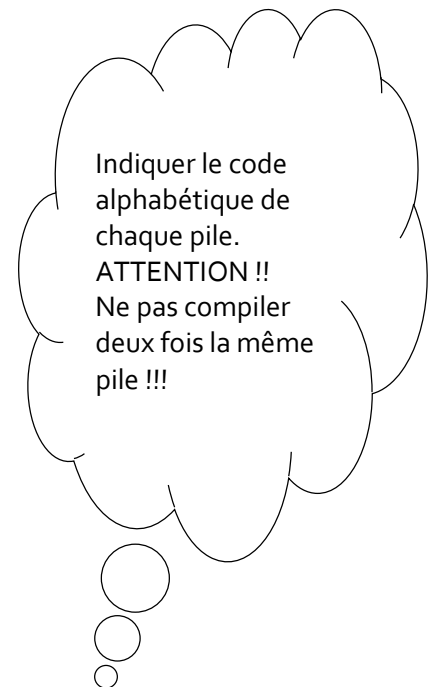 Indiquer le code
alphabétique de
chaque pile.
ATTENTION !!
Ne pas compiler
deux fois la même
pile !!!